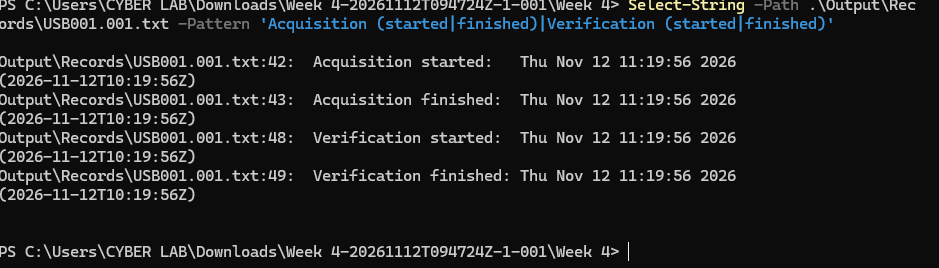 PS C:\Users\CYBER LAB\Downloads\Week 4-20261112T094724Z-1-001\Week 4> Select-String -Path .\Output\Rec
ords\USB001.001.txt -Pattern 'Acquisition (started|finished)|Verification (started|finished)'
Output\Records\USB001.001.txt:42:  Acquisition started:   Thu Nov 12 11:19:56 2026
(2026-11-12T10:19:56Z)
Output\Records\USB001.001.txt:43:  Acquisition finished:  Thu Nov 12 11:19:56 2026
(2026-11-12T10:19:56Z)
Output\Records\USB001.001.txt:48:  Verification started:  Thu Nov 12 11:19:56 2026
(2026-11-12T10:19:56Z)
Output\Records\USB001.001.txt:49:  Verification finished: Thu Nov 12 11:19:56 2026
(2026-11-12T10:19:56Z)
PS C:\Users\CYBER LAB\Downloads\Week 4-20261112T094724Z-1-001\Week 4>